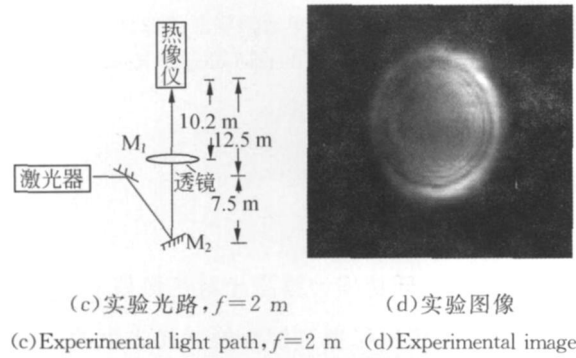 热像仪
10.2 m
12.5 m
M₁
激光器
透镜
7.5 m
M₂
(c)实验光路,f=2 m
(d)实验图像
(c)Experimental light path,f=2 m
(d)Experimental image